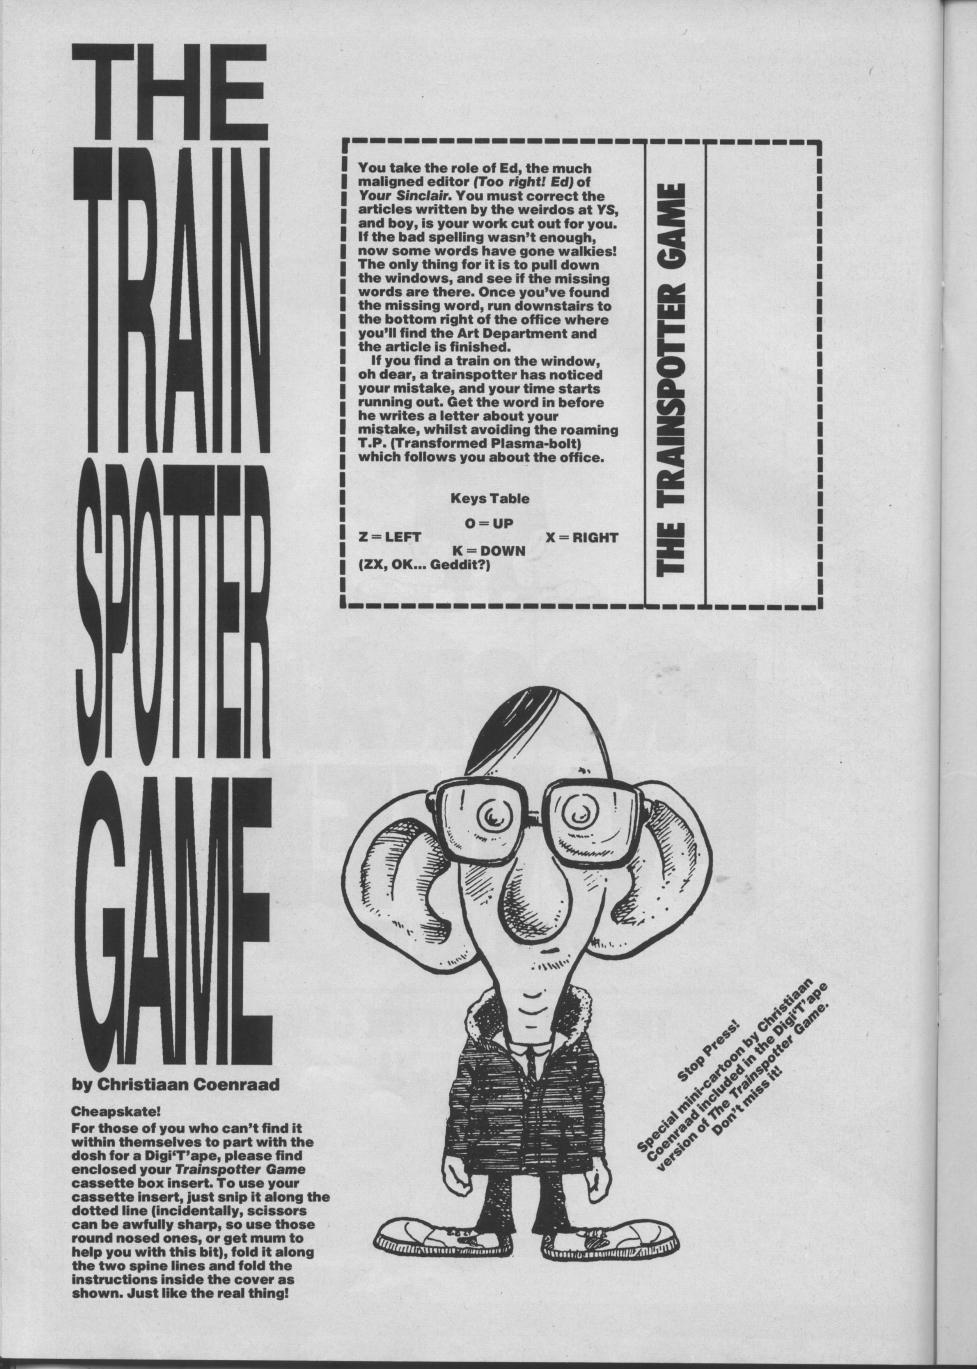 THE
TRAIN
SPOTTER
GAME
by Christiaan Coenraad
Cheapskate!
For those of you who can't find it
within themselves to part with the
dosh for a Digi'T'ape, please find
enclosed your Trainspotter Game
cassette box insert. To use your
cassette insert, just snip it along the
dotted line (incidentally, scissors
can be awfully sharp, so use those
round nosed ones, or get mum to
help you with this bit), fold it along
the two spine lines and fold the
instructions inside the cover as
shown. Just like the real thing!
You take the role of Ed, the much
maligned editor (Too right! Ed) of
Your Sinclair. You must correct the
articles written by the weirdos at YS,
and boy, is your work cut out for you.
If the bad spelling wasn't enough,
now some words have gone walkies!
The only thing for it is to pull down
the windows, and see if the missing
words are there. Once you've found
the missing word, run downstairs to
the bottom right of the office where
you'll find the Art Department and
the article is finished.
If you find a train on the window,
oh dear, a trainspotter has noticed
your mistake, and your time starts
running out. Get the word in before
he writes a letter about your
mistake, whilst avoiding the roaming
T.P. (Transformed Plasma-bolt)
which follows you about the office.
Keys Table
O = UP
Z = LEFT X = RIGHT
K = DOWN
(ZX, OK... Geddit?)
THE TRAINSPOTTER GAME
Stop Press!
Special mini-cartoon by Christiaan
Coenraad included in the Digi'T'ape
version of The Trainspotter Game.
Don't miss it!